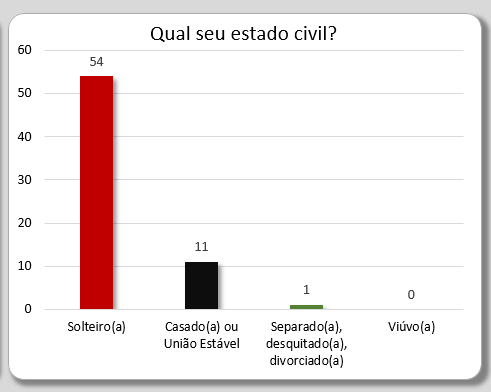 Qual seu estado civil?
60
50
40
30
20
10
0
54
11
1
0
Solteiro(a)
Casado(a) ou
União Estável
Separado(a),
desquitado(a),
divorciado(a)
Viúvo(a)